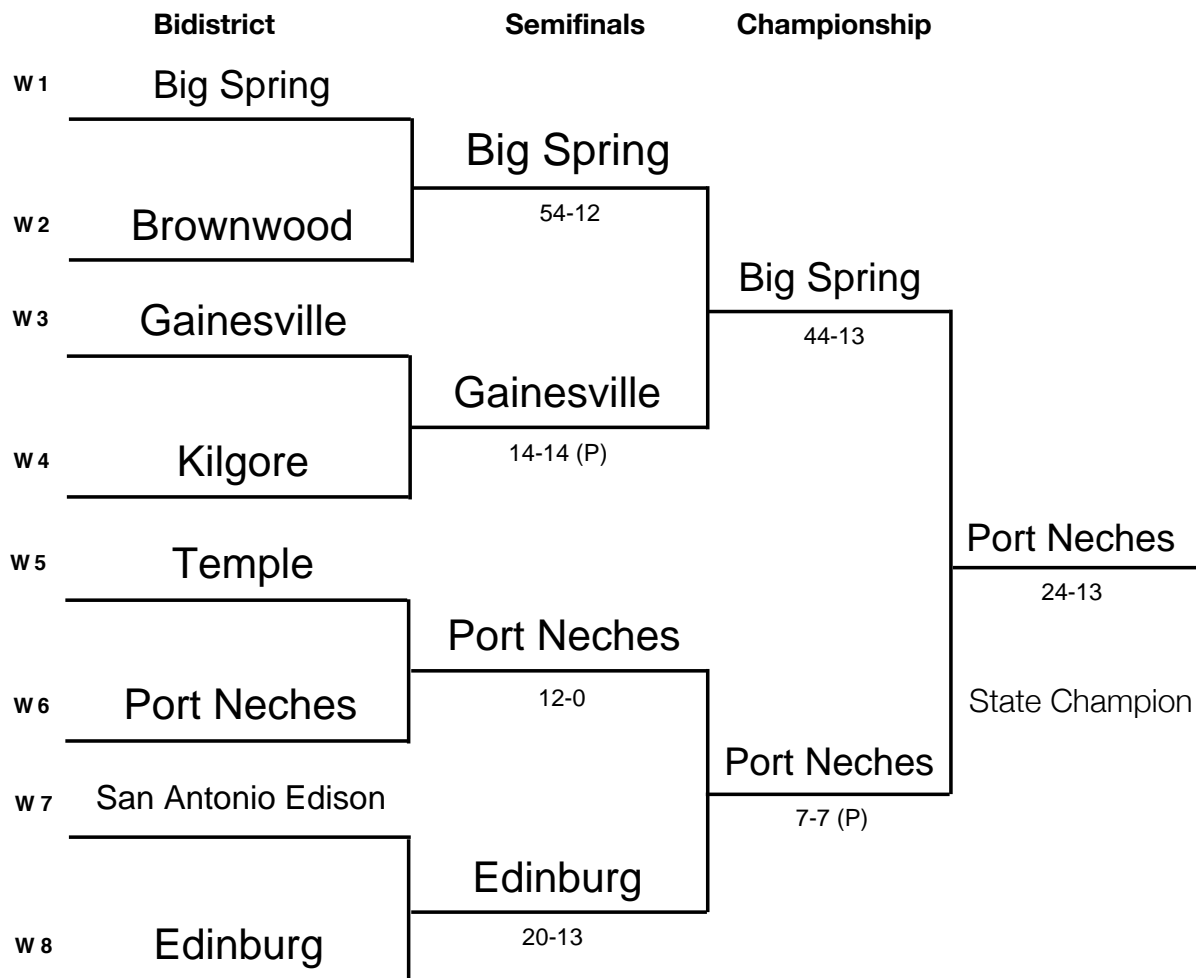 Bidistrict Semifinals Championship
W 1 Big Spring
Big Spring
54-12
W 2 Brownwood
Big Spring
44-13
W 3 Gainesville
Gainesville
14-14 (P)
W 4 Kilgore
Port Neches
24-13
State Champion
W 5 Temple
Port Neches
12-0
W 6 Port Neches
Port Neches
7-7 (P)
W 7 San Antonio Edison
Edinburg
20-13
W 8 Edinburg